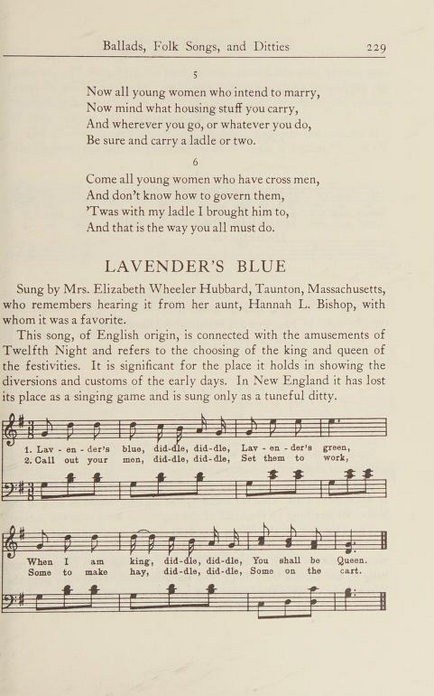 Ballads, Folk Songs, and Ditties 229
5
Now all young women who intend to marry,
Now mind what housing stuff you carry,
And wherever you go, or whatever you do,
Be sure and carry a ladle or two.
6
Come all young women who have cross men,
And don't know how to govern them,
'Twas with my ladle I brought him to,
And that is the way you all must do.
LAVENDER'S BLUE
Sung by Mrs. Elizabeth Wheeler Hubbard, Taunton, Massachusetts,
who remembers hearing it from her aunt, Hannah L. Bishop, with
whom it was a favorite.
This song, of English origin, is connected with the amusements of
Twelfth Night and refers to the choosing of the king and queen of
the festivities. It is significant for the place it holds in showing the
diversions and customs of the early days. In New England it has lost
its place as a singing game and is sung only as a tuneful ditty.
1. Lav - en - der's blue, did-dle, did-dle, Lav - en - der's green,
2. Call out your men, did-dle, did-dle, Set them to work,
When I am king, did-dle, did-dle, You shall be Queen.
Some to make hay, did-dle, did-dle, Some on the cart.